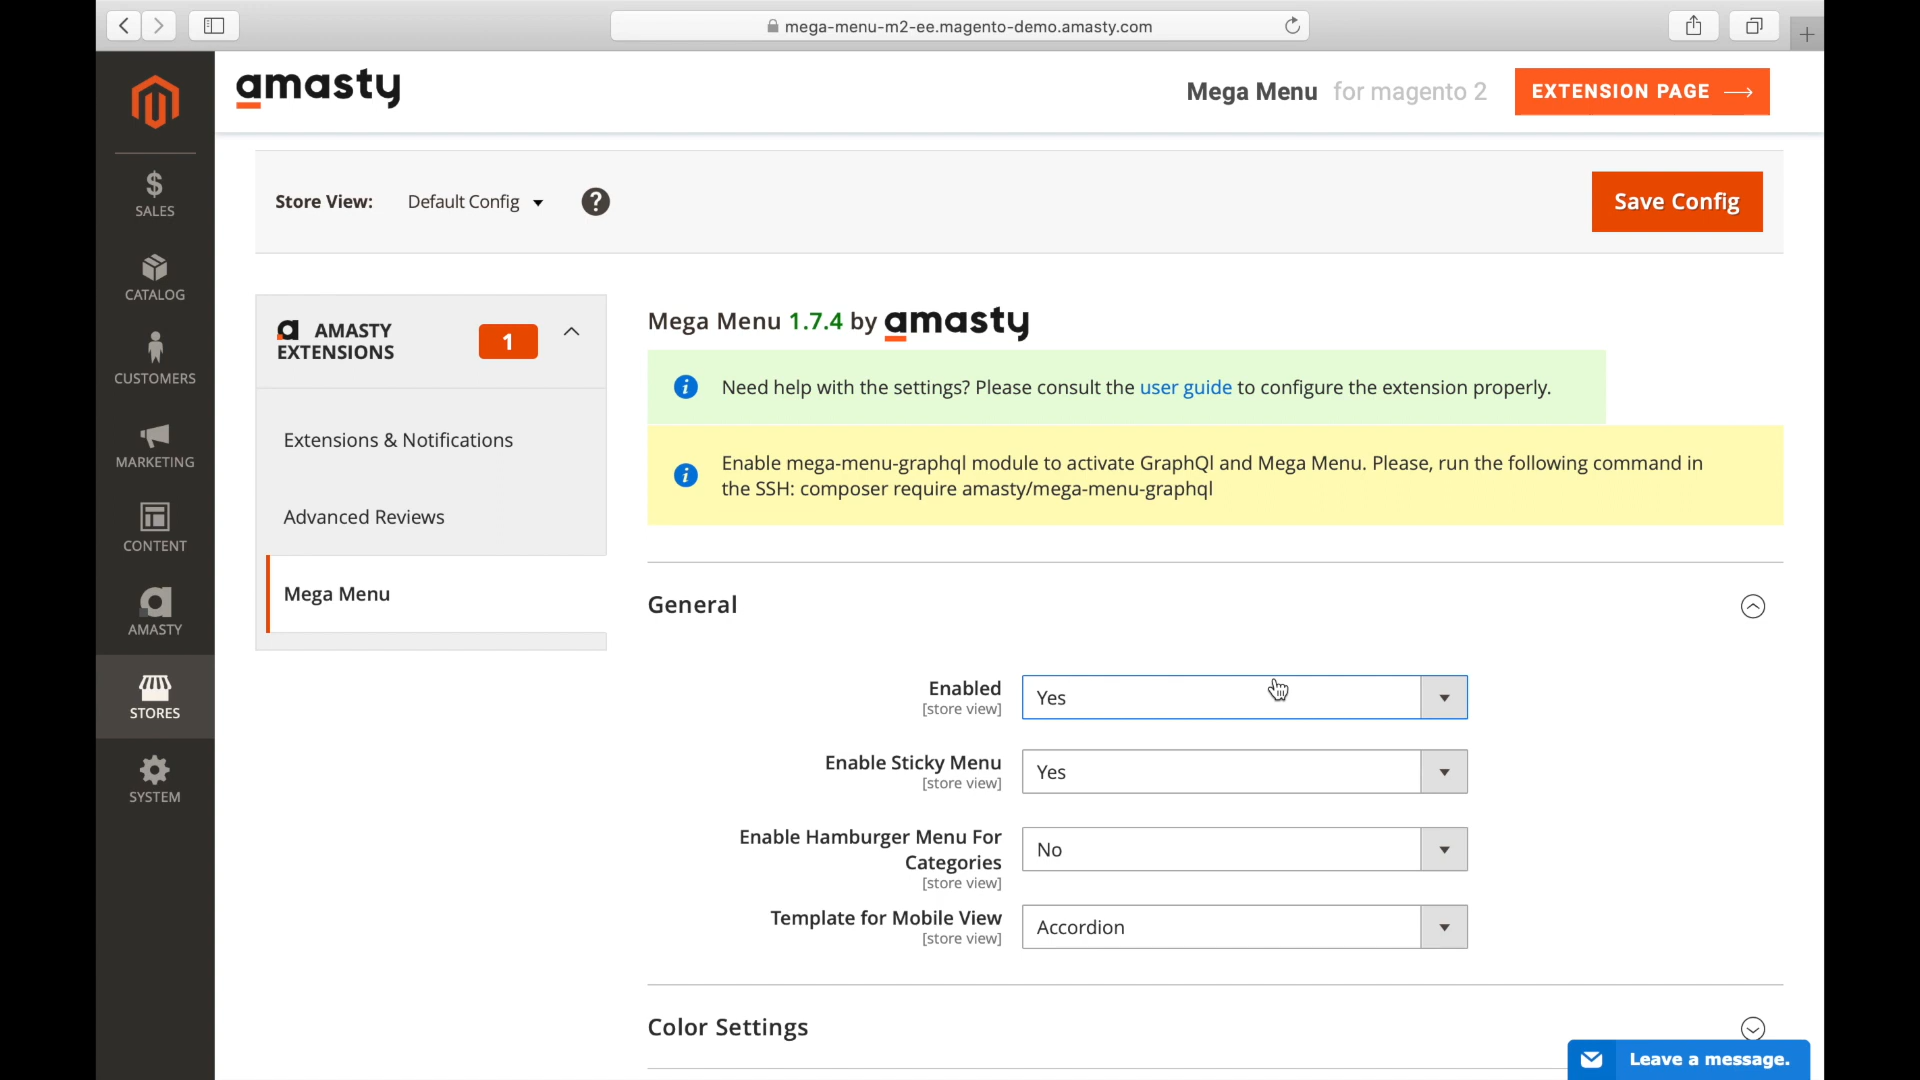 mega-menu-m2-ee.magento-demo.amasty.com
amasty
Mega Menu for magento 2
EXTENSION PAGE
SALES
CATALOG
CUSTOMERS
MARKETING
CONTENT
AMASTY
STORES
SYSTEM
Store View: Default Config ?
Save Config
a AMASTY
EXTENSIONS
1
Extensions & Notifications
Advanced Reviews
Mega Menu
Mega Menu 1.7.4 by amasty
Need help with the settings? Please consult the user guide to configure the extension properly.
Enable mega-menu-graphql module to activate GraphQl and Mega Menu. Please, run the following command in
the SSH: composer require amasty/mega-menu-graphql
General
Enabled
[store view]
Yes
Enable Sticky Menu
[store view]
Yes
Enable Hamburger Menu For
Categories
[store view]
No
Template for Mobile View
[store view]
Accordion
Color Settings
Leave a message.